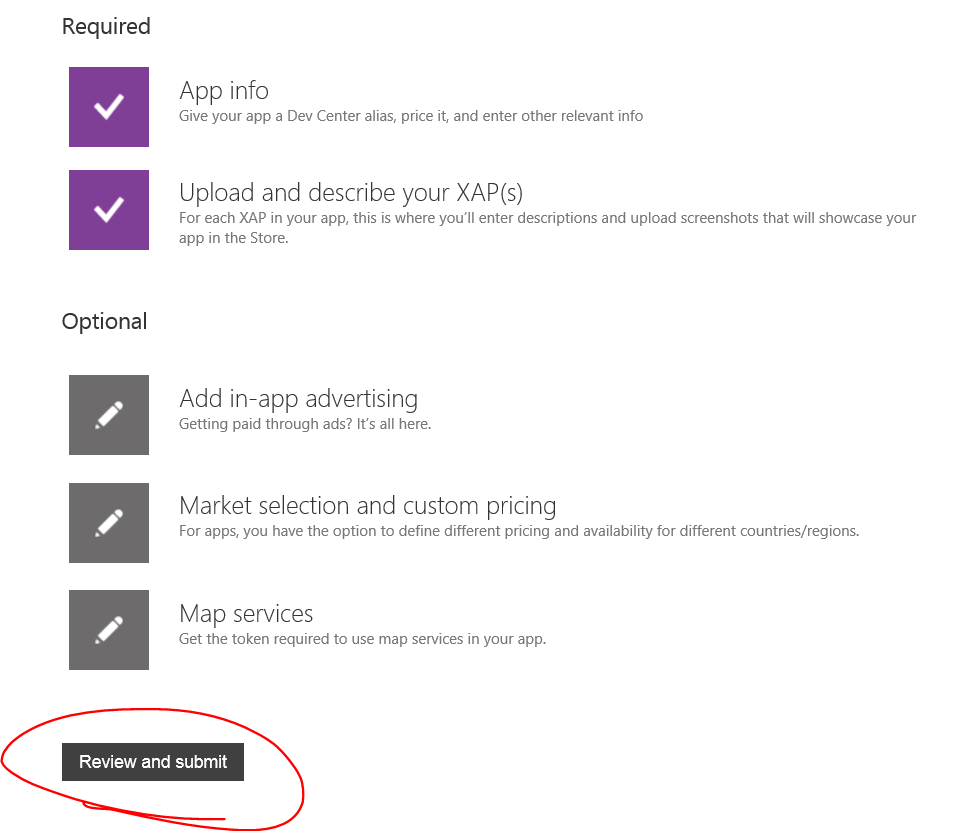 Required
App info
Give your app a Dev Center alias, price it, and enter other relevant info
Upload and describe your XAP(s)
For each XAP in your app, this is where you'll enter descriptions and upload screenshots that will showcase your
app in the Store.
Optional
Add in-app advertising
Getting paid through ads? It's all here.
Market selection and custom pricing
For apps, you have the option to define different pricing and availability for different countries/regions.
Map services
Get the token required to use map services in your app.
Review and submit